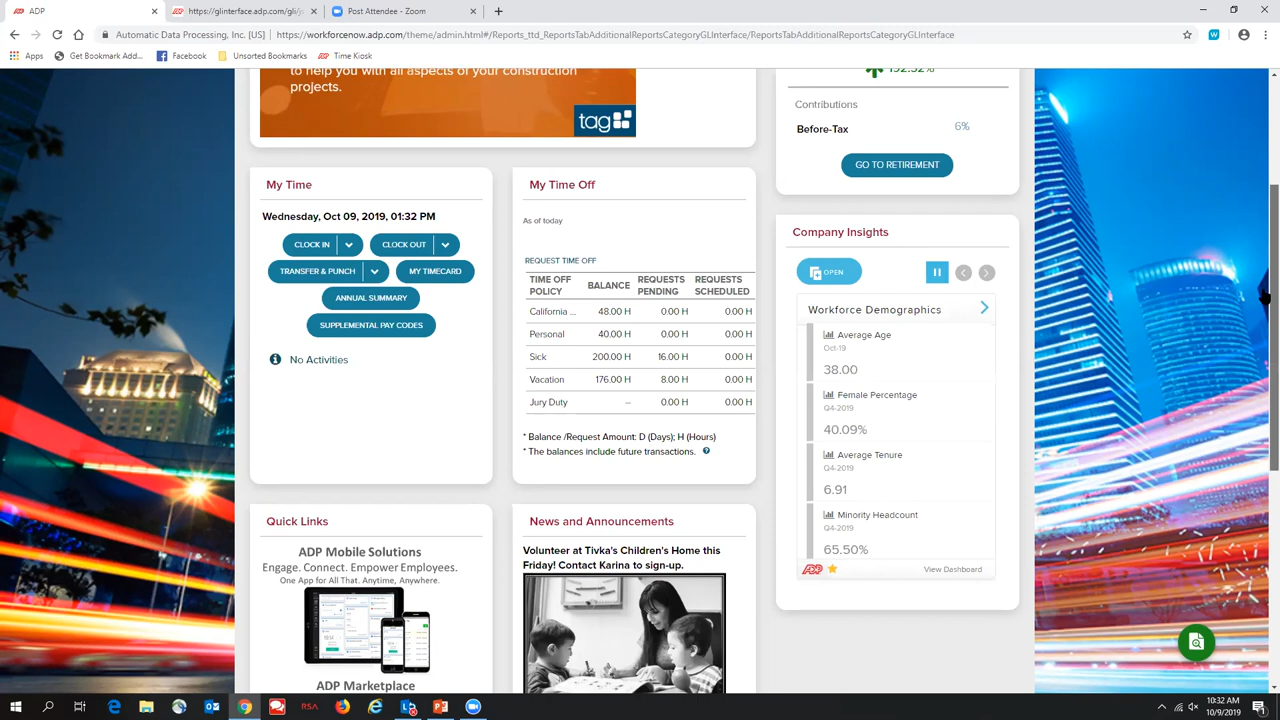 ADP
https://glinterface.adp.com/gli/j
Post Attendee - Zoom
Automatic Data Processing, Inc. [US]
https://workforcenow.adp.com/theme/admin.html#/Reports_ttd_ReportsTabAdditionalReportsCategoryGLInterface/ReportsTabAdditionalReportsCategoryGLInterface
Apps
Get Bookmark Add...
Facebook
Unsorted Bookmarks
Time Kiosk
to help you with all aspects of your construction
projects.
tag
192.32%
Contributions
Before-Tax 6%
GO TO RETIREMENT
My Time
Wednesday, Oct 09, 2019, 01:32 PM
CLOCK IN
CLOCK OUT
TRANSFER & PUNCH
MY TIMECARD
ANNUAL SUMMARY
SUPPLEMENTAL PAY CODES
No Activities
My Time Off
As of today
REQUEST TIME OFF
TIME OFF POLICY BALANCE REQUESTS PENDING REQUESTS SCHEDULED
California ... 48.00 H 0.00 H 0.00 H
Personal 40.00 H 0.00 H 0.00 H
Sick 200.00 H 16.00 H 0.00 H
Vacation 176.00 H 8.00 H 0.00 H
Jury Duty -- 0.00 H 0.00 H
* Balance /Request Amount: D (Days); H (Hours)
* The balances include future transactions.
Company Insights
OPEN
Workforce Demographics
Average Age
Oct-19
38.00
Female Percentage
Q4-2019
40.09%
Average Tenure
Q4-2019
6.91
Minority Headcount
Q4-2019
65.50%
ADP
View Dashboard
Quick Links
ADP Mobile Solutions
Engage. Connect. Empower Employees.
One App for All That. Anytime, Anywhere.
ADP Marketplace
News and Announcements
Volunteer at Tivka's Children's Home this
Friday! Contact Karina to sign-up.
RSA
10:32 AM
10/9/2019